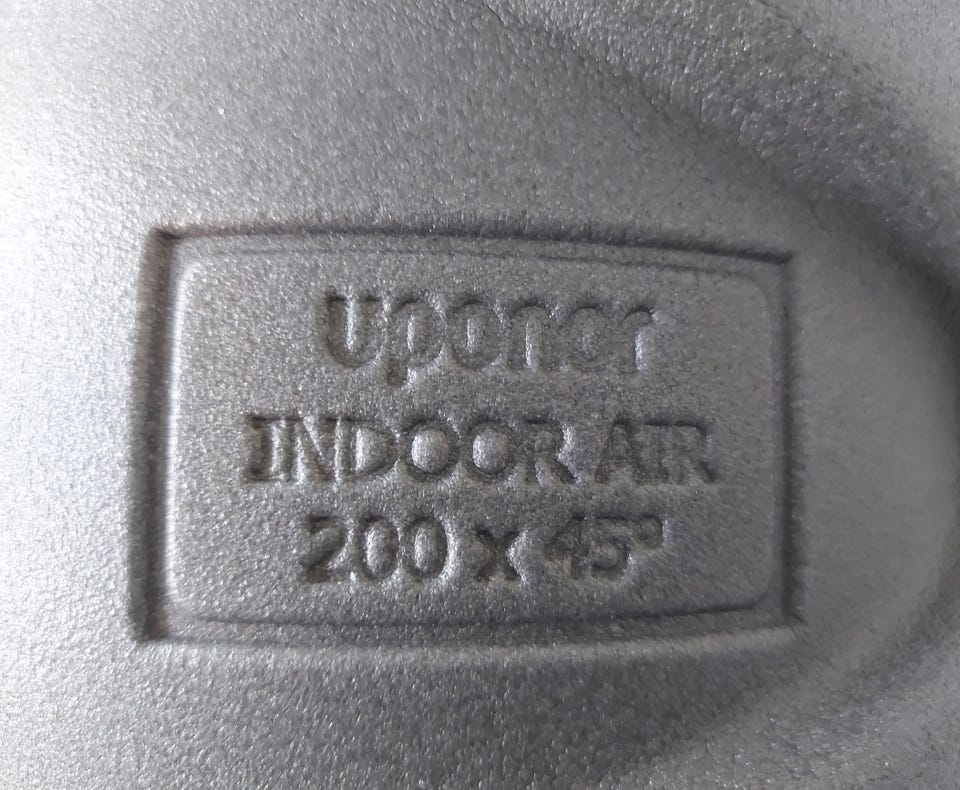 uponor
INDOOR AIR
200 x 45°